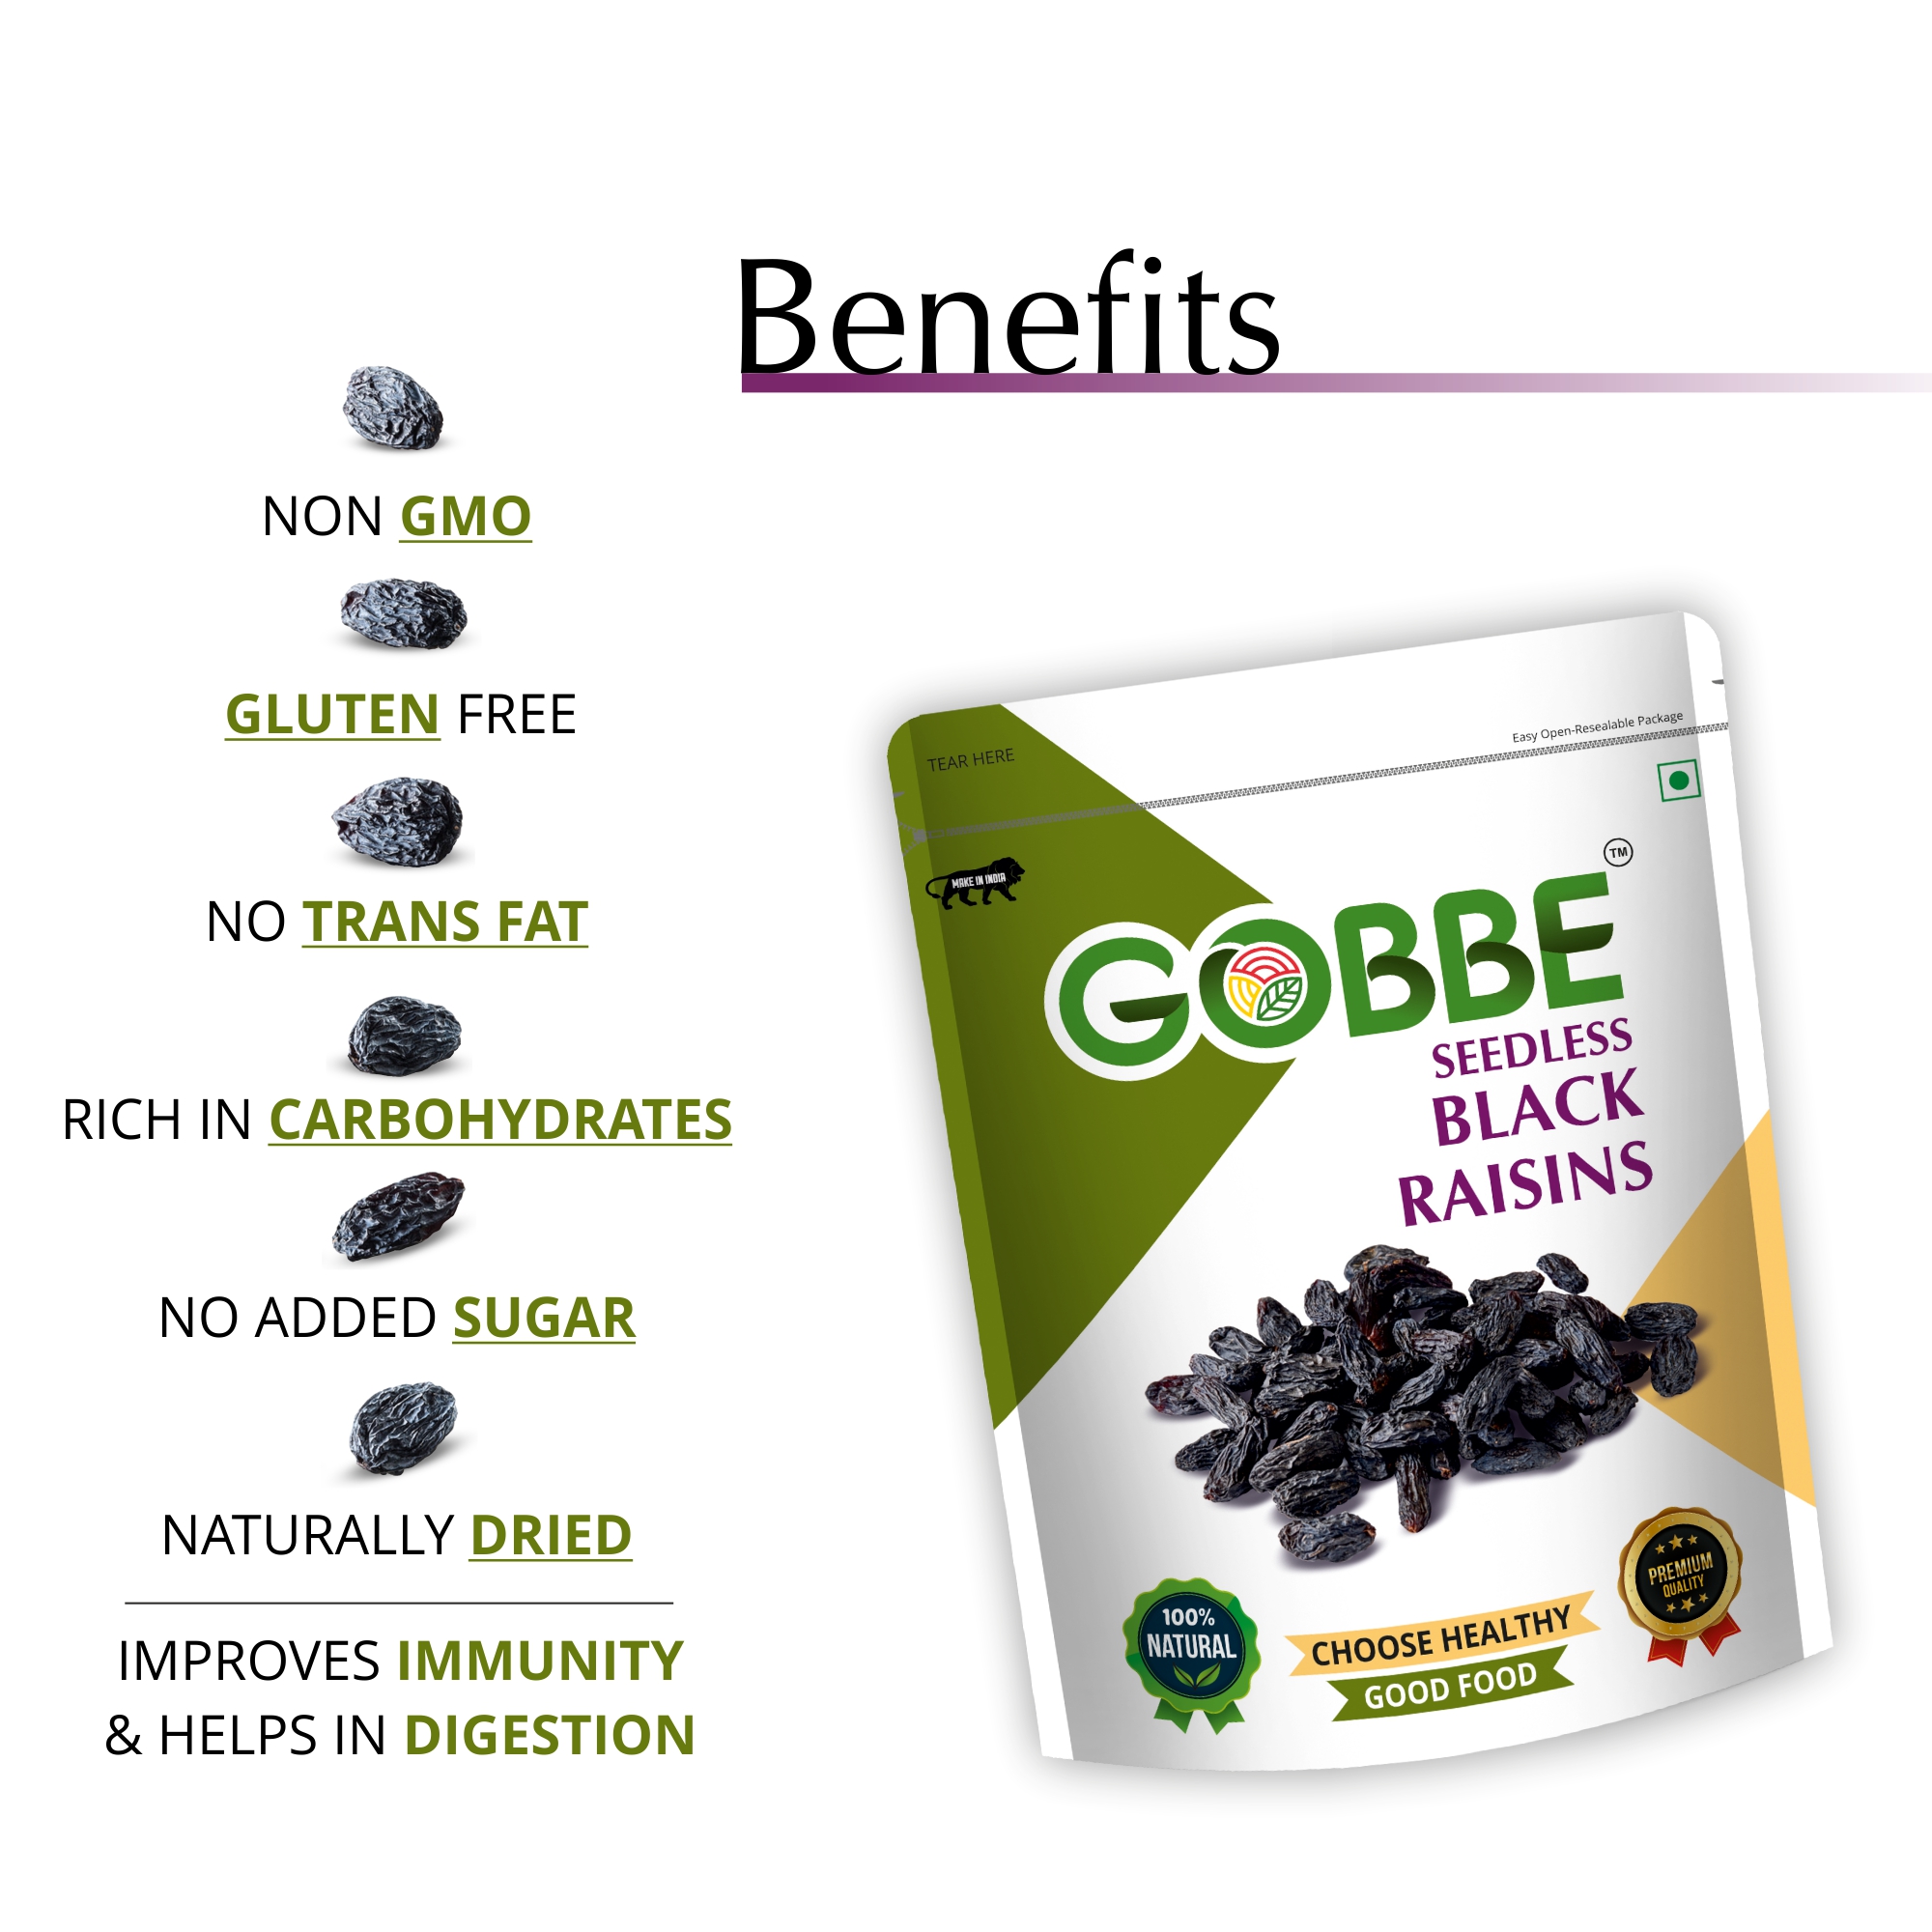 Benefits
NON GMO
GLUTEN FREE
NO TRANS FAT
RICH IN CARBOHYDRATES
NO ADDED SUGAR
NATURALLY DRIED
IMPROVES IMMUNITY
& HELPS IN DIGESTION
Easy Open-Resealable Package
TEAR HERE
MAKE IN INDIA
TM
GOBBE
SEEDLESS
BLACK
RAISINS
PREMIUM
QUALITY
100%
NATURAL
CHOOSE HEALTHY
GOOD FOOD